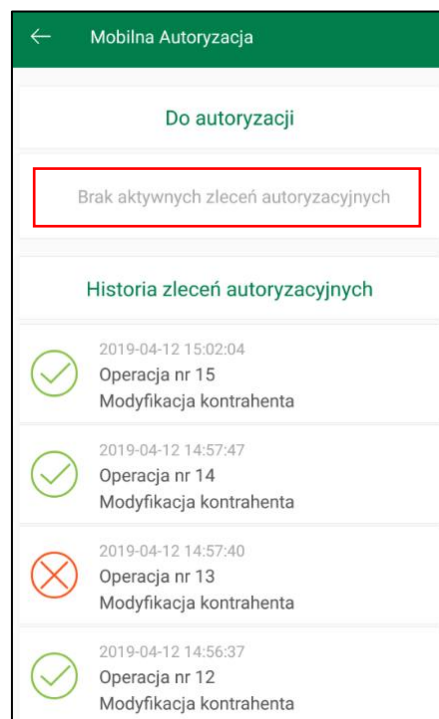 Mobilna Autoryzacja
Do autoryzacji
Brak aktywnych zleceń autoryzacyjnych
Historia zleceń autoryzacyjnych
2019-04-12 15:02:04
Operacja nr 15
Modyfikacja kontrahenta
2019-04-12 14:57:47
Operacja nr 14
Modyfikacja kontrahenta
2019-04-12 14:57:40
Operacja nr 13
Modyfikacja kontrahenta
2019-04-12 14:56:37
Operacja nr 12
Modyfikacja kontrahenta